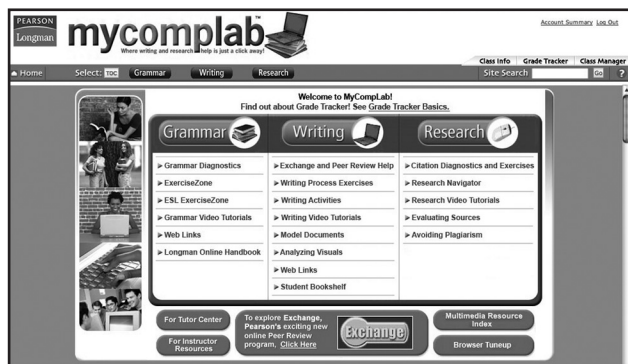 PEARSON
Longman
mycomplab™
Where writing and research help is just a click away!
Account Summary Log Out
Class Info Grade Tracker Class Manager
Home Select: TOC Grammar Writing Research Site Search Go ?
Welcome to MyCompLab!
Find out about Grade Tracker! See Grade Tracker Basics.
Grammar
Grammar Diagnostics
ExerciseZone
ESL ExerciseZone
Grammar Video Tutorials
Web Links
Longman Online Handbook
Writing
Exchange and Peer Review Help
Writing Process Exercises
Writing Activities
Writing Video Tutorials
Model Documents
Analyzing Visuals
Web Links
Student Bookshelf
Research
Citation Diagnostics and Exercises
Research Navigator
Research Video Tutorials
Evaluating Sources
Avoiding Plagiarism
For Tutor Center
For Instructor
Resources
To explore Exchange,
Pearson's exciting new
online Peer Review
program, Click Here
Exchange
Multimedia Resource
Index
Browser Tuneup